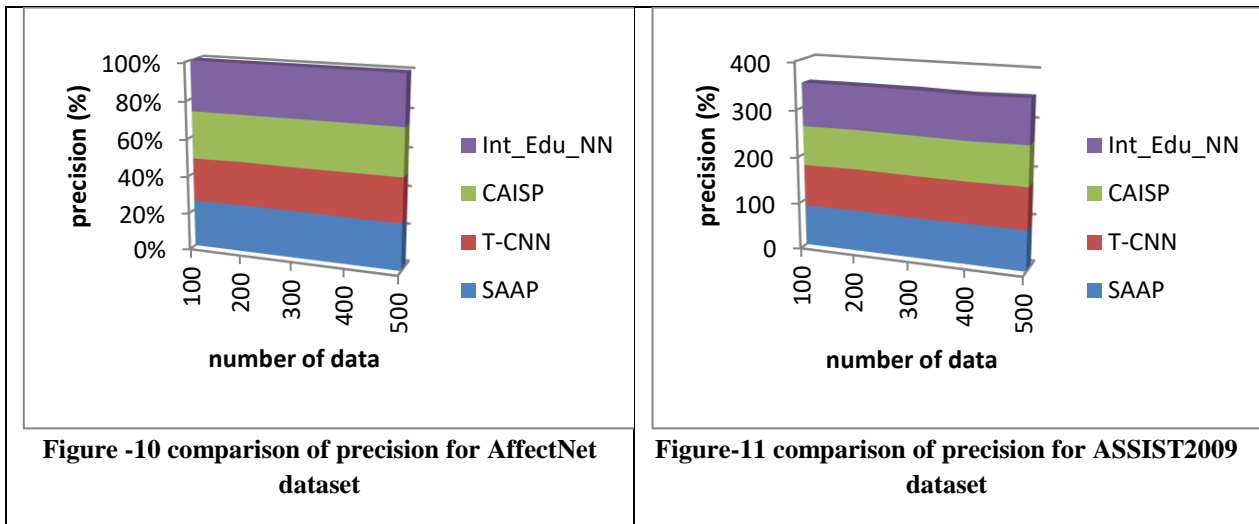 100%
80%
60%
40%
20%
0%
precision (%)
100
200
300
400
500
number of data
Int_Edu_NN
CAISP
T-CNN
SAAP
Figure -10 comparison of precision for AffectNet
dataset
400
300
200
100
0
precision (%)
100
200
300
400
500
number of data
Int_Edu_NN
CAISP
T-CNN
SAAP
Figure-11 comparison of precision for ASSIST2009
dataset